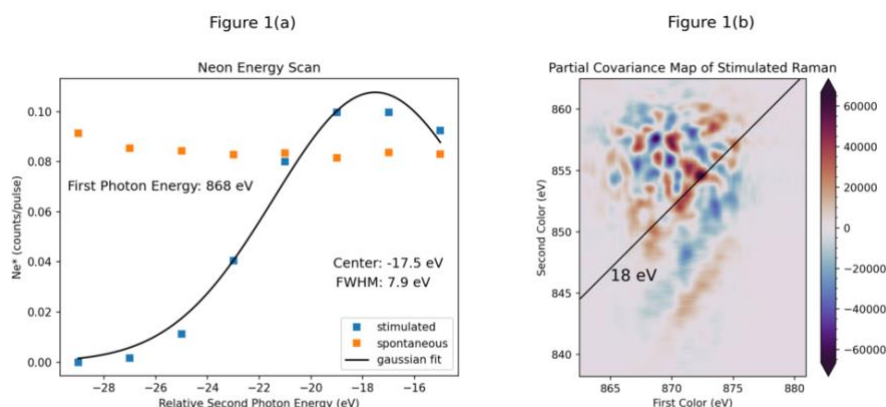 Figure 1(a)
Figure 1(b)
Neon Energy Scan
Ne* (counts/pulse)
0.10
0.08
0.06
0.04
0.02
0.00
First Photon Energy: 868 eV
Center: -17.5 eV
FWHM: 7.9 eV
stimulated
spontaneous
gaussian fit
−28 −26 −24 −22 −20 −18 −16
Relative Second Photon Energy (eV)
Partial Covariance Map of Stimulated Raman
Second Color (eV)
860
855
850
845
840
18 eV
865 870 875 880
First Color (eV)
60000
40000
20000
0
−20000
−40000
−60000